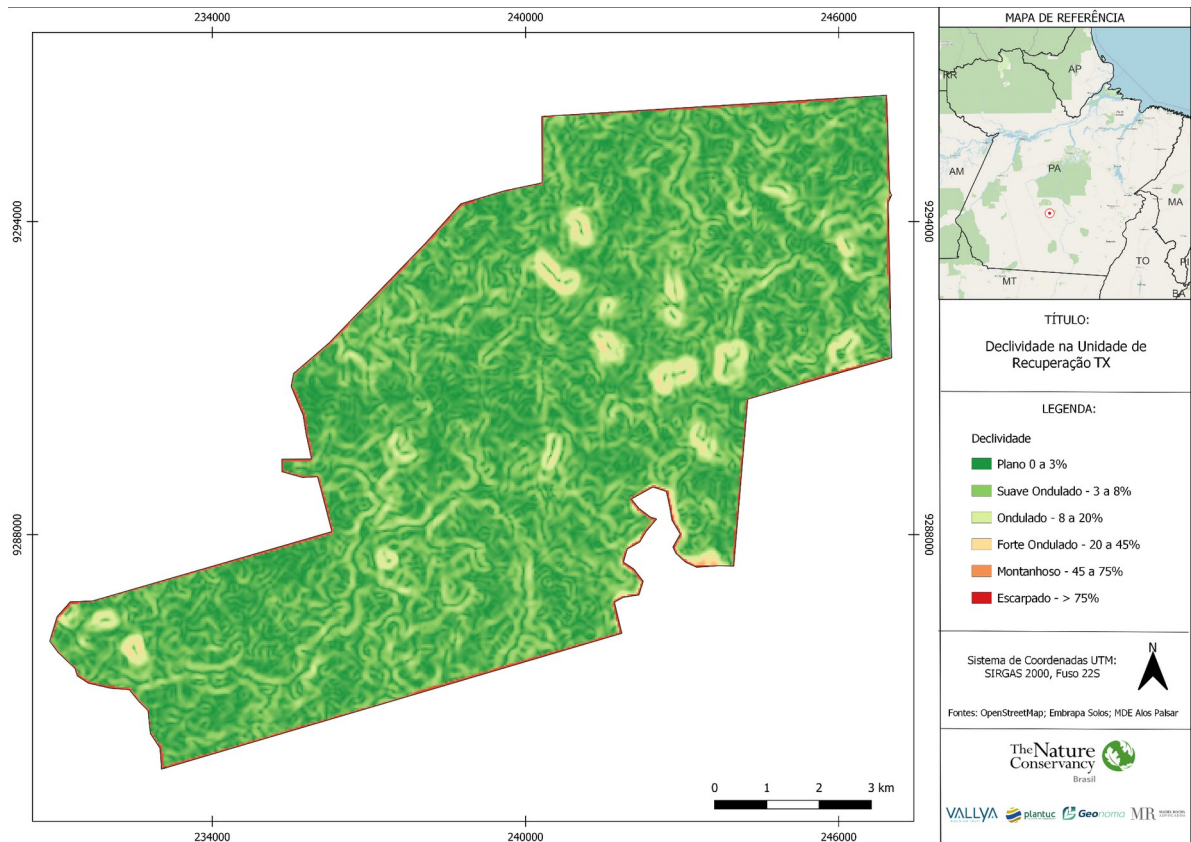 234000
240000
246000
9294000
9288000
9294000
9288000
0 1 2 3 km
234000
240000
246000
MAPA DE REFERÊNCIA
RR
AP
AM
PA
MA
TO
PI
MT
BA
TÍTULO:
Declividade na Unidade de
Recuperação TX
LEGENDA:
Declividade
Plano 0 a 3%
Suave Ondulado - 3 a 8%
Ondulado - 8 a 20%
Forte Ondulado - 20 a 45%
Montanhoso - 45 a 75%
Escarpado - > 75%
Sistema de Coordenadas UTM:
SIRGAS 2000, Fuso 22S
N
Fontes: OpenStreetMap; Embrapa Solos; MDE Alos Palsar
The Nature
Conservancy
Brasil
VALLYA
plantuc
Geonoma
MR